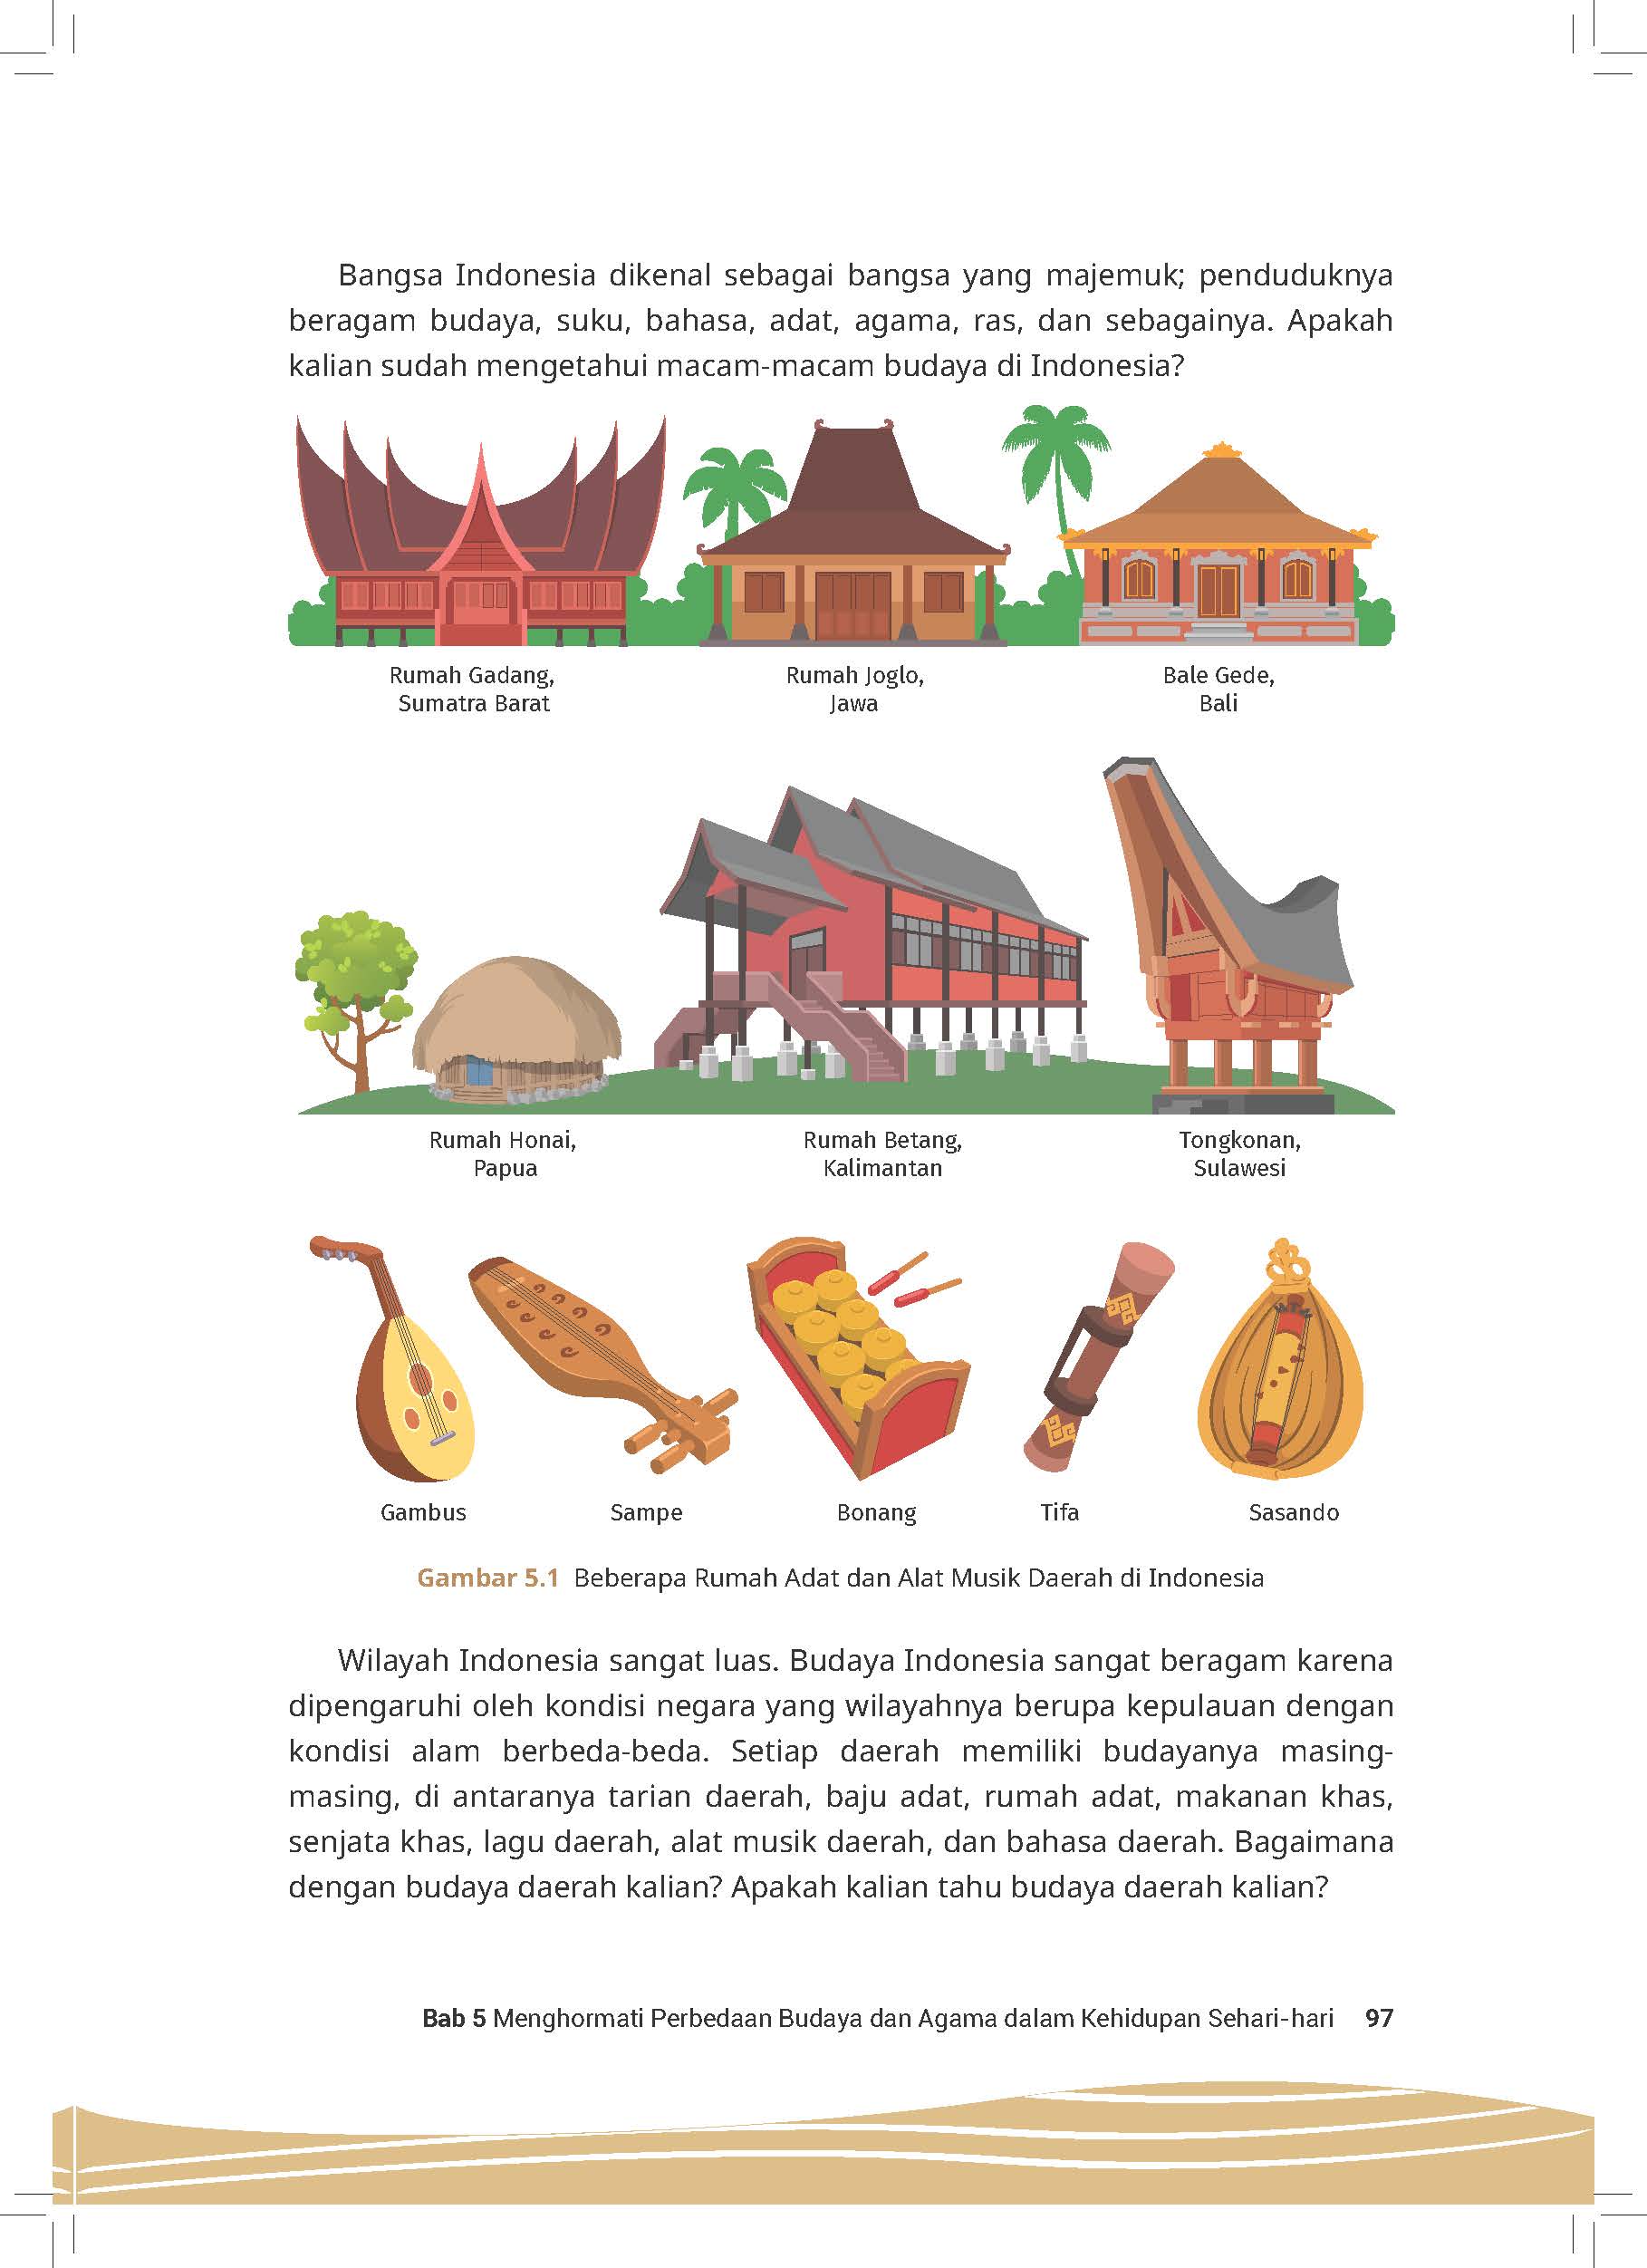 Bangsa Indonesia dikenal sebagai bangsa yang majemuk; penduduknya
beragam budaya, suku, bahasa, adat, agama, ras, dan sebagainya. Apakah
kalian sudah mengetahui macam-macam budaya di Indonesia?
Rumah Gadang,
Sumatra Barat
Rumah Joglo,
Jawa
Bale Gede,
Bali
Rumah Honai,
Papua
Rumah Betang,
Kalimantan
Tongkonan,
Sulawesi
Gambus
Sampe
Bonang
Tifa
Sasando
Gambar 5.1 Beberapa Rumah Adat dan Alat Musik Daerah di Indonesia
Wilayah Indonesia sangat luas. Budaya Indonesia sangat beragam karena
dipengaruhi oleh kondisi negara yang wilayahnya berupa kepulauan dengan
kondisi alam berbeda-beda. Setiap daerah memiliki budayanya masing-
masing, di antaranya tarian daerah, baju adat, rumah adat, makanan khas,
senjata khas, lagu daerah, alat musik daerah, dan bahasa daerah. Bagaimana
dengan budaya daerah kalian? Apakah kalian tahu budaya daerah kalian?
Bab 5 Menghormati Perbedaan Budaya dan Agama dalam Kehidupan Sehari-hari 97